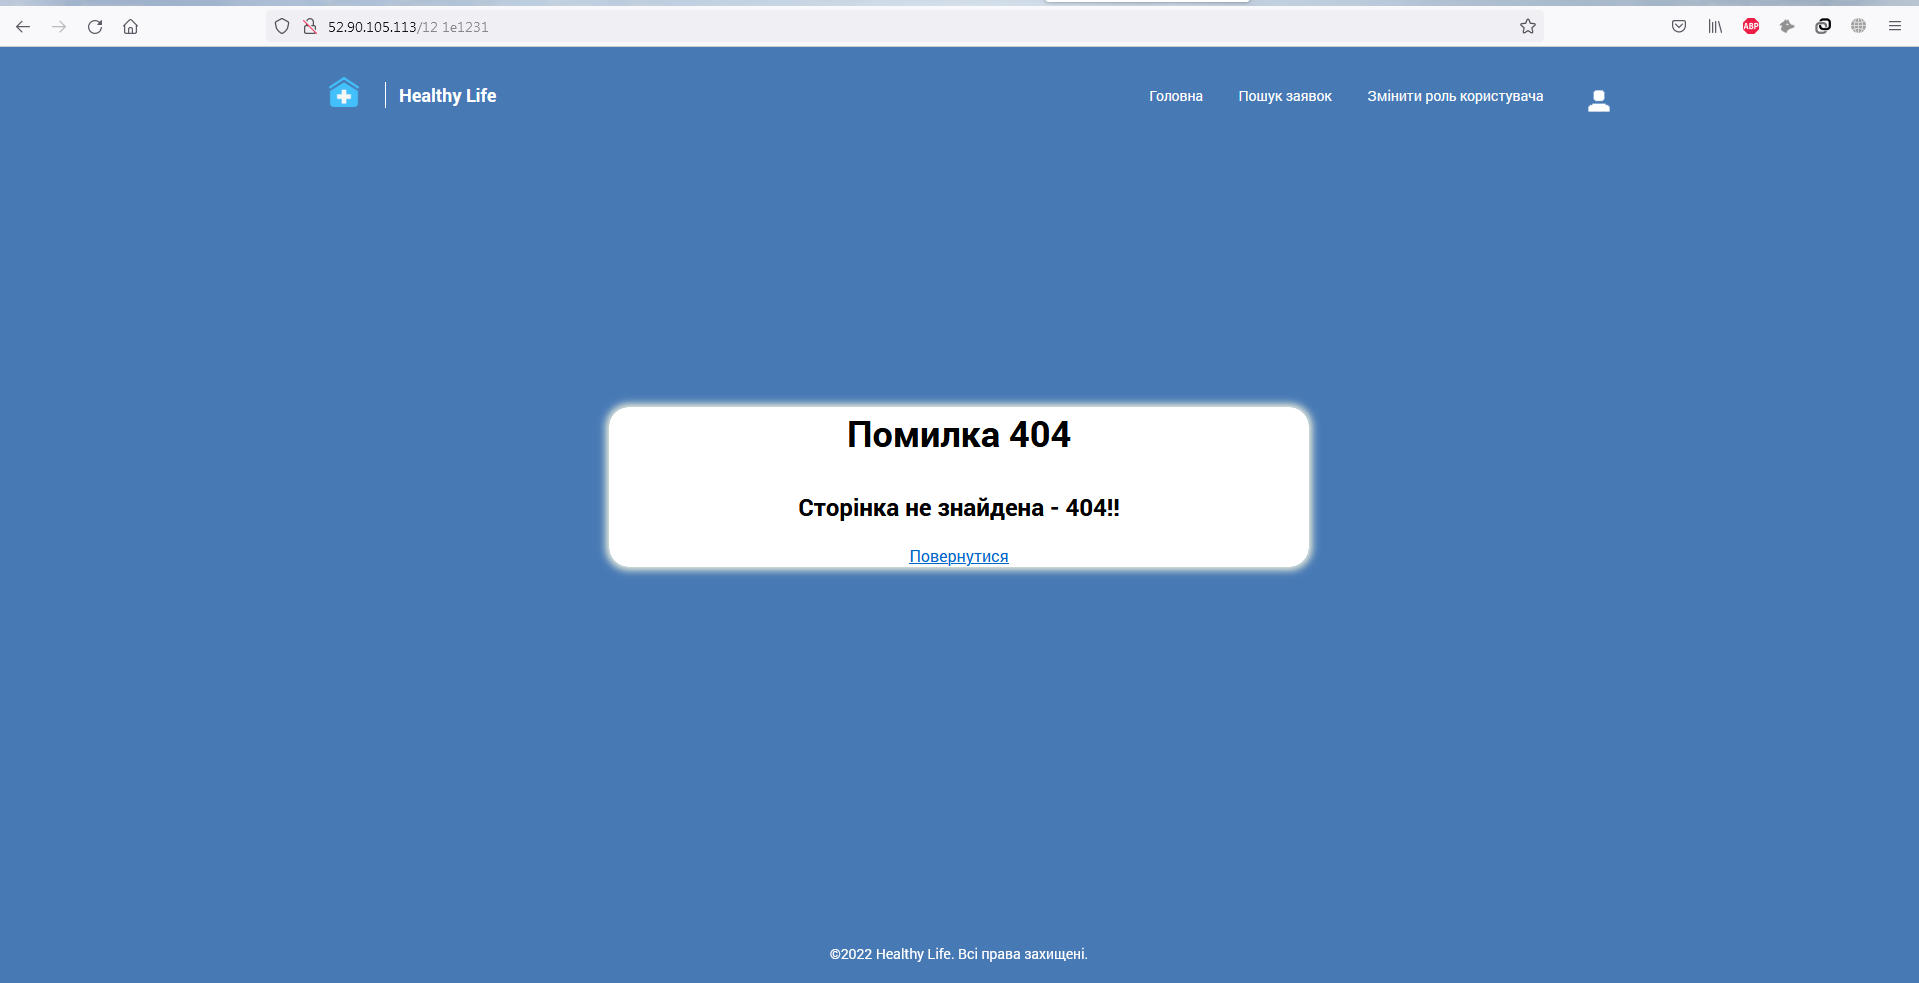 52.90.105.113/12 1e1231
ABP
Healthy Life
Головна
Пошук заявок
Змінити роль користувача
Помилка 404
Сторінка не знайдена - 404!!
Повернутися
©2022 Healthy Life. Всі права захищені.